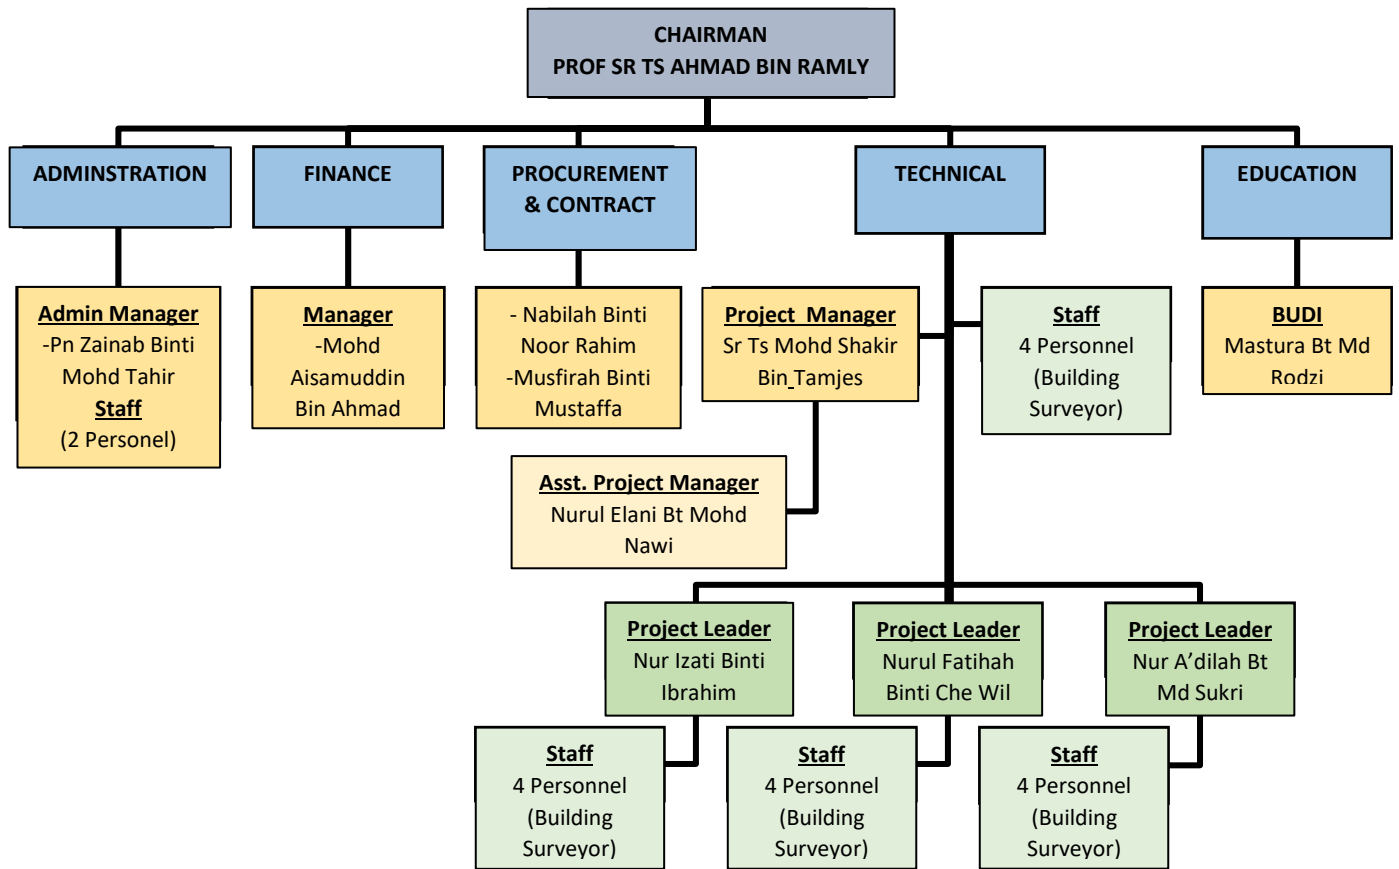 CHAIRMAN
PROF SR TS AHMAD BIN RAMLY
ADMINSTRATION
FINANCE
PROCUREMENT
& CONTRACT
TECHNICAL
EDUCATION
Admin Manager
-Pn Zainab Binti
Mohd Tahir
Staff
(2 Personel)
Manager
-Mohd
Aisamuddin
Bin Ahmad
- Nabilah Binti
Noor Rahim
-Musfirah Binti
Mustaffa
Project  Manager
Sr Ts Mohd Shakir
Bin Tamjes
Staff
4 Personnel
(Building
Surveyor)
BUDI
Mastura Bt Md
Rodzi
Asst. Project Manager
Nurul Elani Bt Mohd
Nawi
Project Leader
Nur Izati Binti
Ibrahim
Project Leader
Nurul Fatihah
Binti Che Wil
Project Leader
Nur A’dilah Bt
Md Sukri
Staff
4 Personnel
(Building
Surveyor)
Staff
4 Personnel
(Building
Surveyor)
Staff
4 Personnel
(Building
Surveyor)